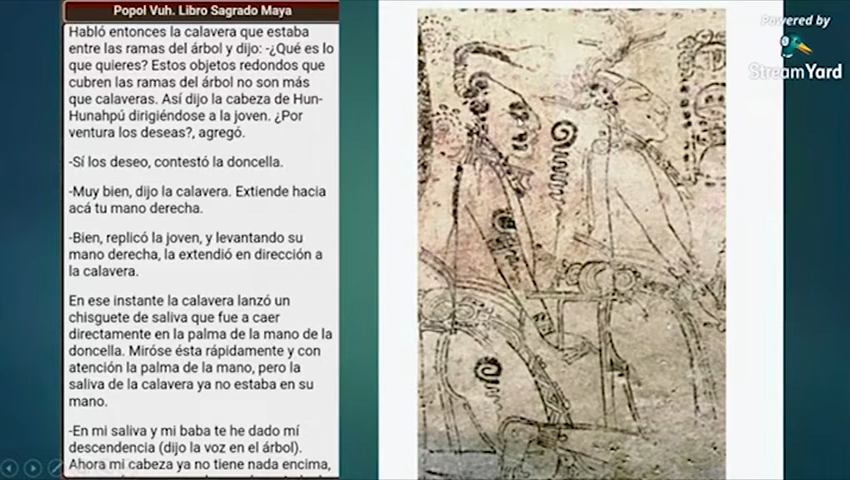 Popol Vuh. Libro Sagrado Maya
Habló entonces la calavera que estaba
entre las ramas del árbol y dijo: -¿Qué es lo
que quieres? Estos objetos redondos que
cubren las ramas del árbol no son más
que calaveras. Así dijo la cabeza de Hun-
Hunahpú dirigiéndose a la joven. ¿Por
ventura los deseas?, agregó.
-Sí los deseo, contestó la doncella.
-Muy bien, dijo la calavera. Extiende hacia
acá tu mano derecha.
-Bien, replicó la joven, y levantando su
mano derecha, la extendió en dirección a
la calavera.
En ese instante la calavera lanzó un
chisguete de saliva que fue a caer
directamente en la palma de la mano de la
doncella. Miróse ésta rápidamente y con
atención la palma de la mano, pero la
saliva de la calavera ya no estaba en su
mano.
-En mi saliva y mi baba te he dado mí
descendencia (dijo la voz en el árbol).
Ahora mi cabeza ya no tiene nada encima,
Powered by
StreamYard